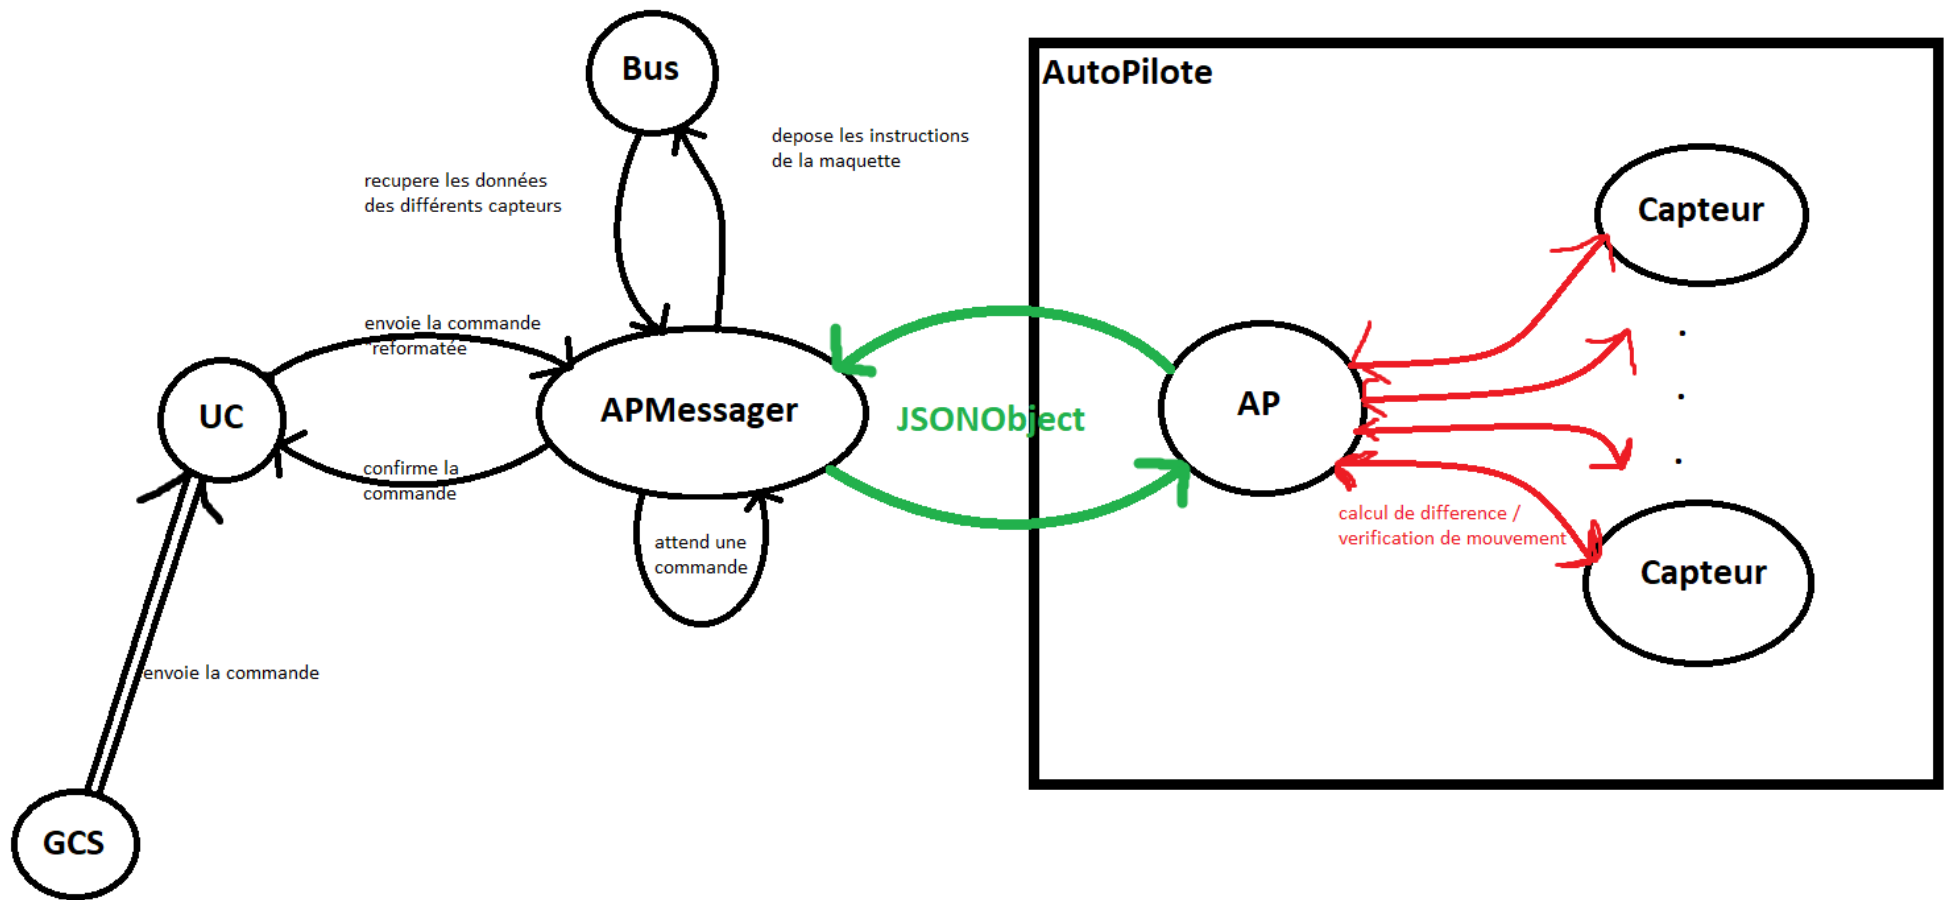 Bus
AutoPilote
depose les instructions
de la maquette
recupere les données
des différents capteurs
Capteur
envoie la commande
reformatée
UC
APMessager
JSONObject
AP
confirme la
commande
attend une
commande
calcul de difference /
verification de mouvement
Capteur
envoie la commande
GCS